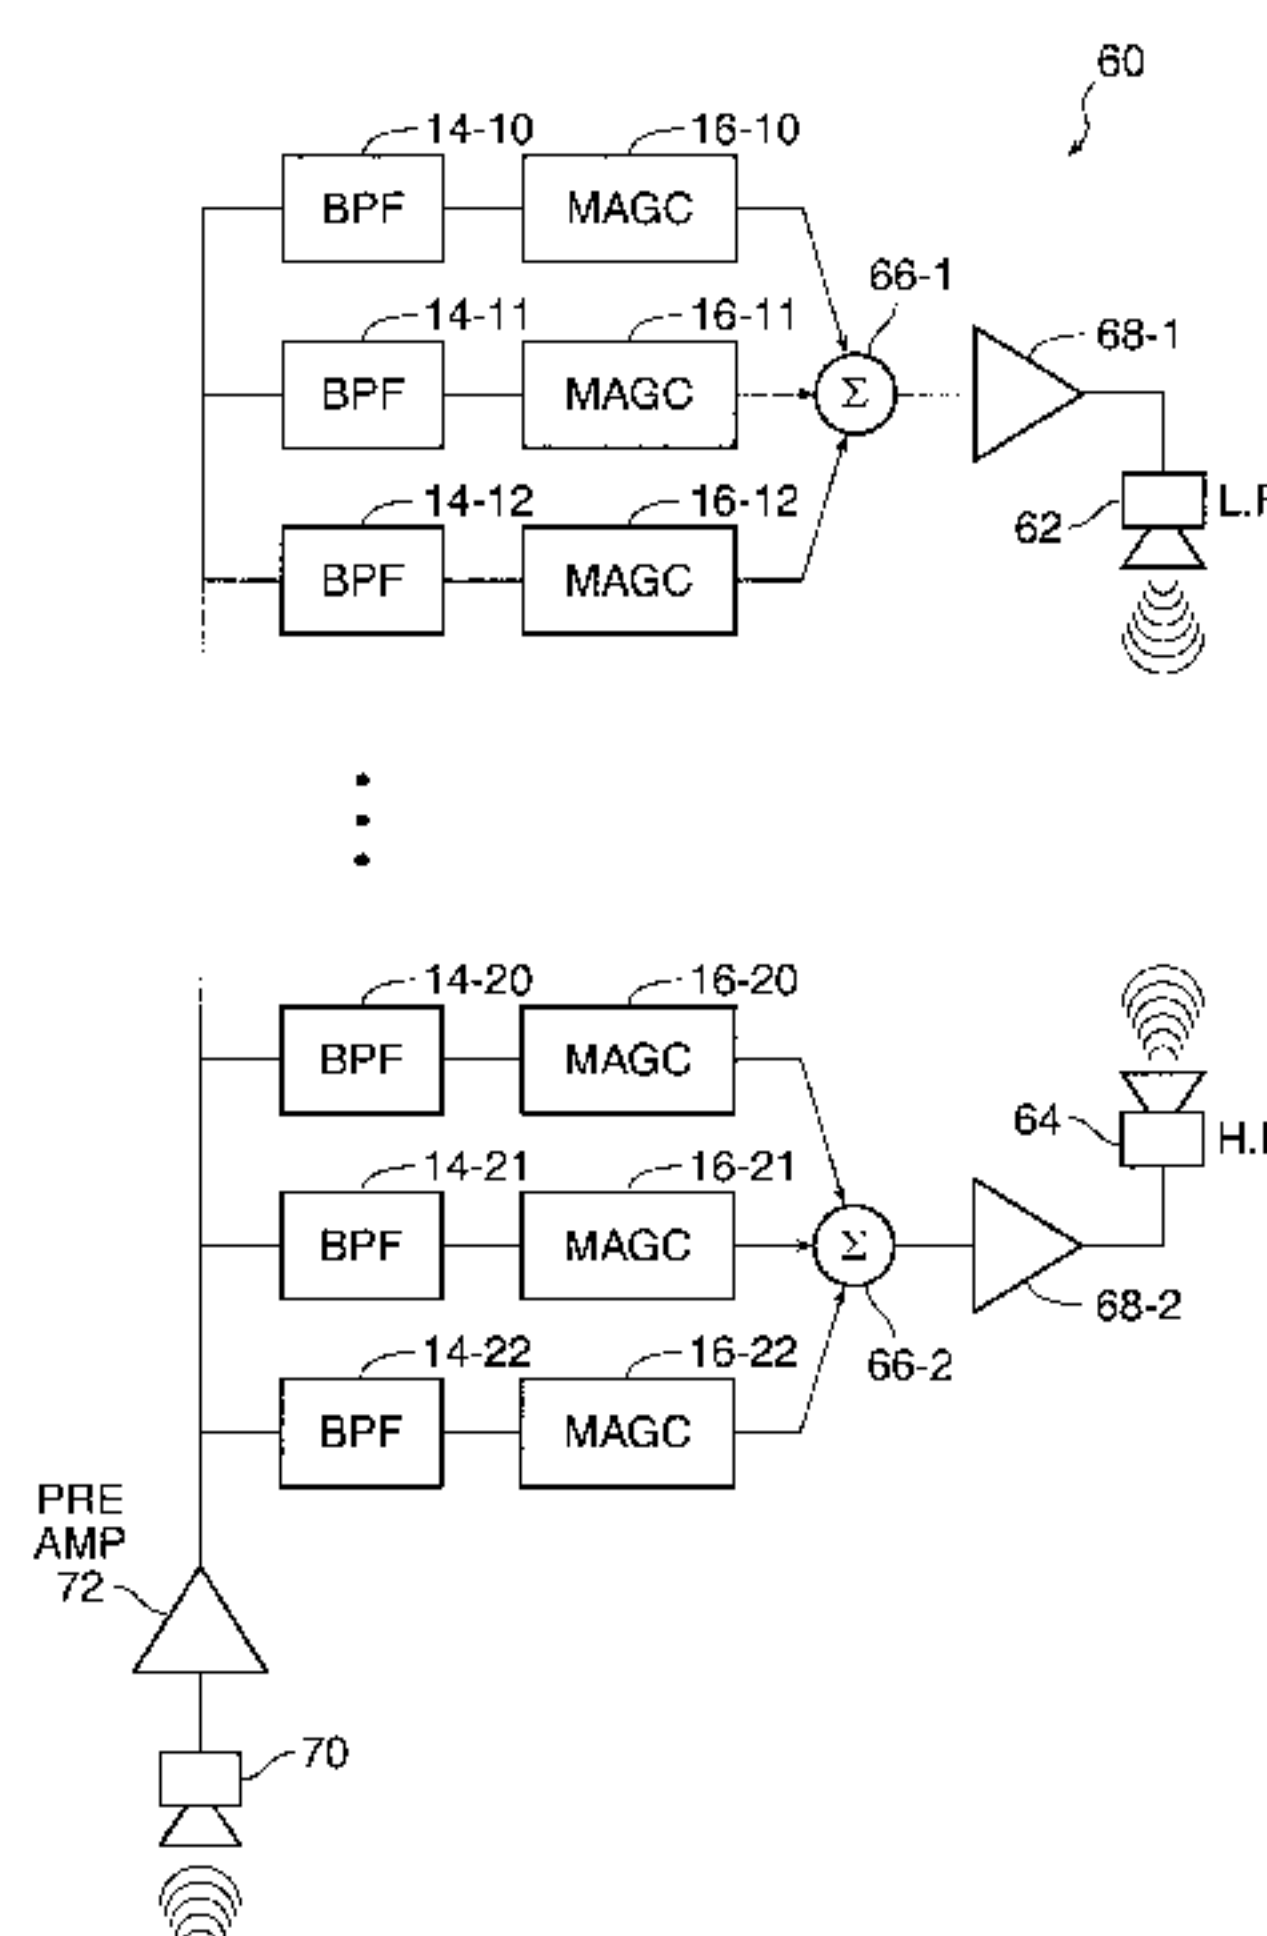 60
14-10 16-10
BPF MAGC
66-1
14-11 16-11 68-1
BPF MAGC Σ
14-12 16-12
62 L.F
BPF MAGC
14-20 16-20
BPF MAGC
64 H.
14-21 16-21
BPF MAGC Σ
68-2
14-22 16-22 66-2
BPF MAGC
PRE
AMP
72
70